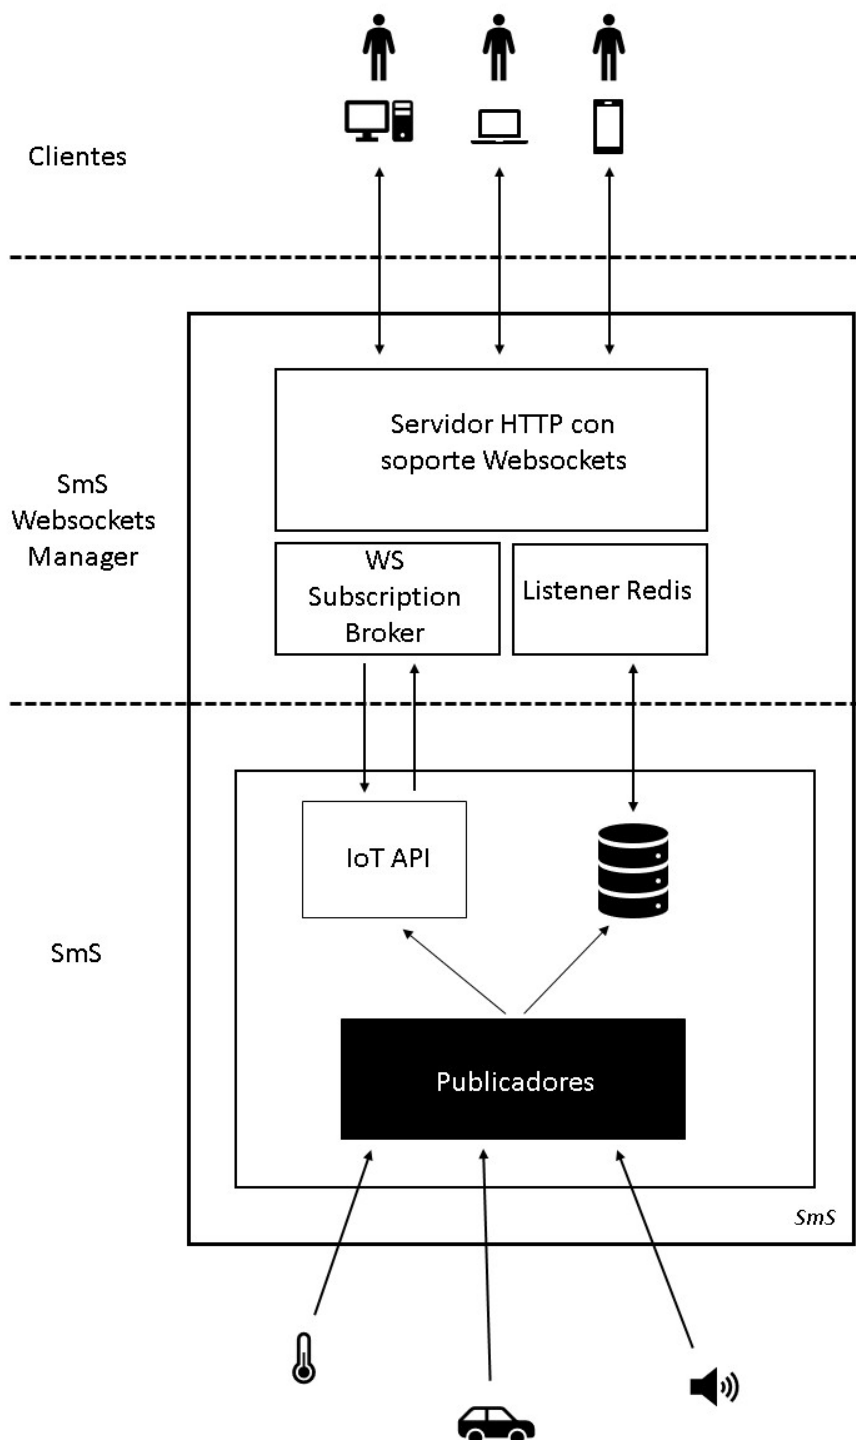 Clientes
Servidor HTTP con
soporte Websockets
SmS
Websockets
Manager
WS
Subscription
Broker
Listener Redis
IoT API
SmS
Publicadores
SmS